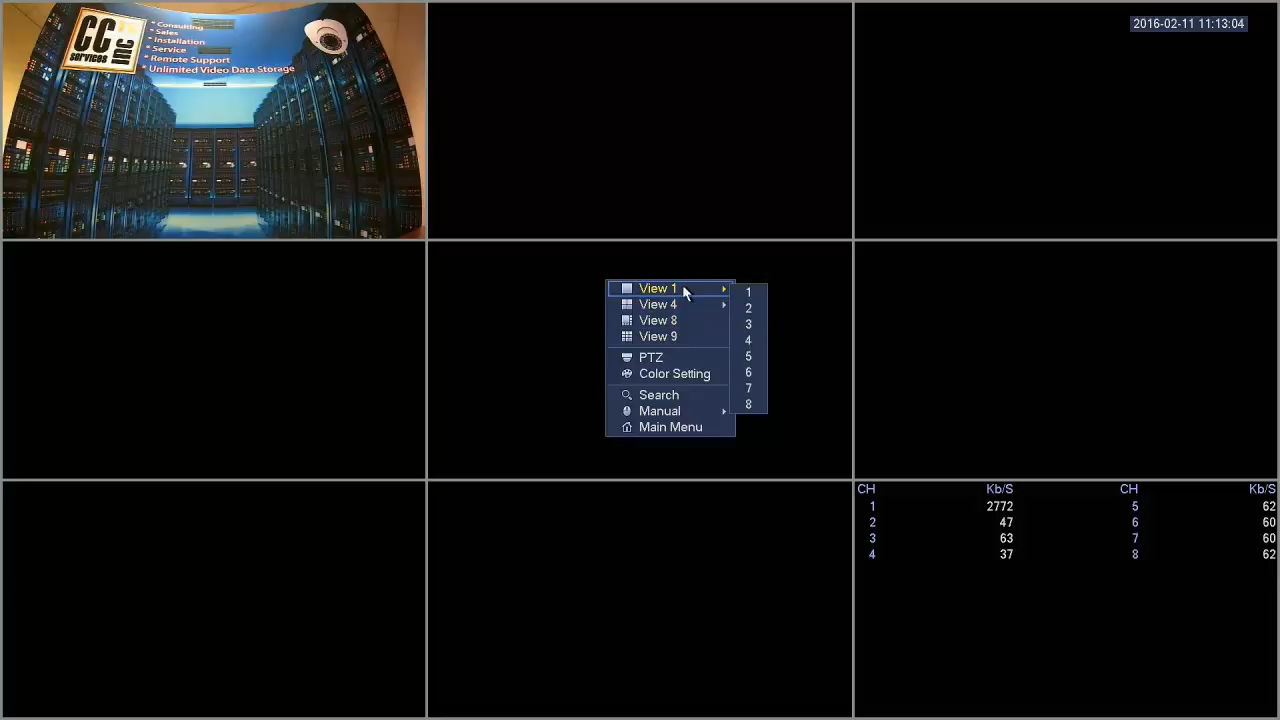 CC
services
inc
* Consulting
* Sales
* Installation
* Service
* Remote Support
* Unlimited Video Data Storage
2016-02-11 11:13:04
View 1
View 4
View 8
View 9
PTZ
Color Setting
Search
Manual
Main Menu
1
2
3
4
5
6
7
8
CH Kb/S CH Kb/S
1 2772 5 62
2 47 6 60
3 63 7 60
4 37 8 62